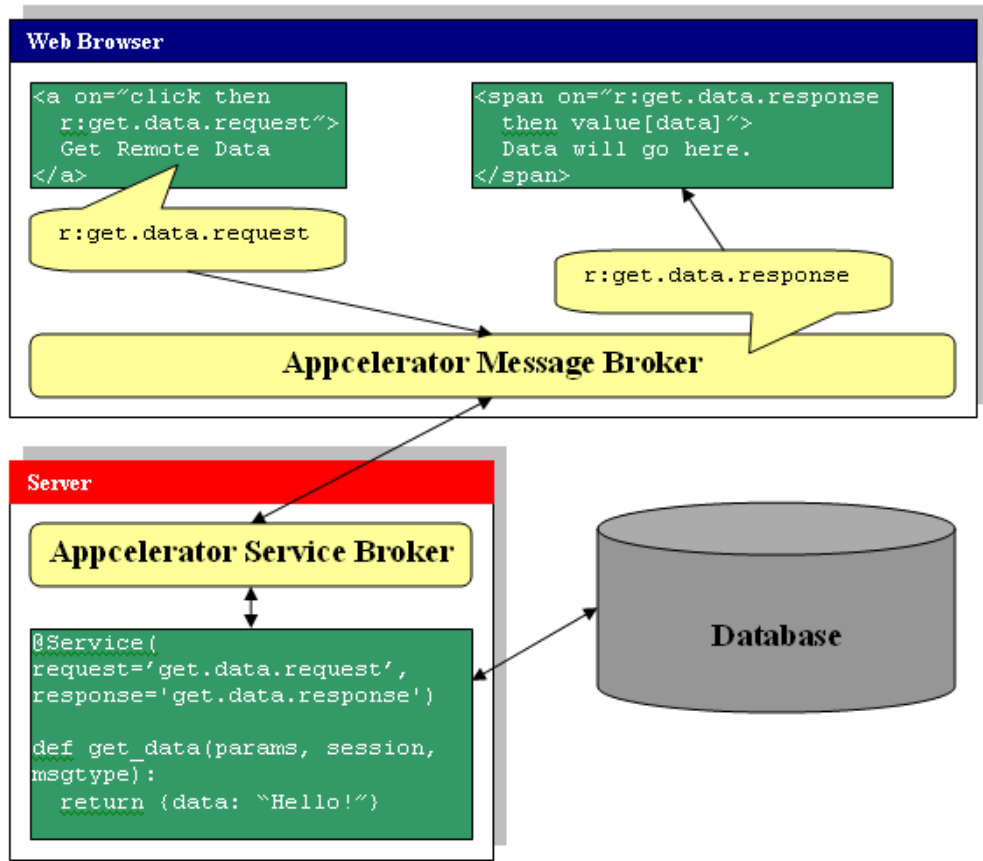 Web Browser
<a on="click then
r:get.data.request">
Get Remote Data
</a>
<span on="r:get.data.response
then value[data]">
Data will go here.
</span>
r:get.data.request
r:get.data.response
Appcelerator Message Broker
Server
Appcelerator Service Broker
@Service(
request=’get.data.request’,
response='get.data.response')
def get_data(params, session,
msgtype):
return {data: “Hello!”}
Database